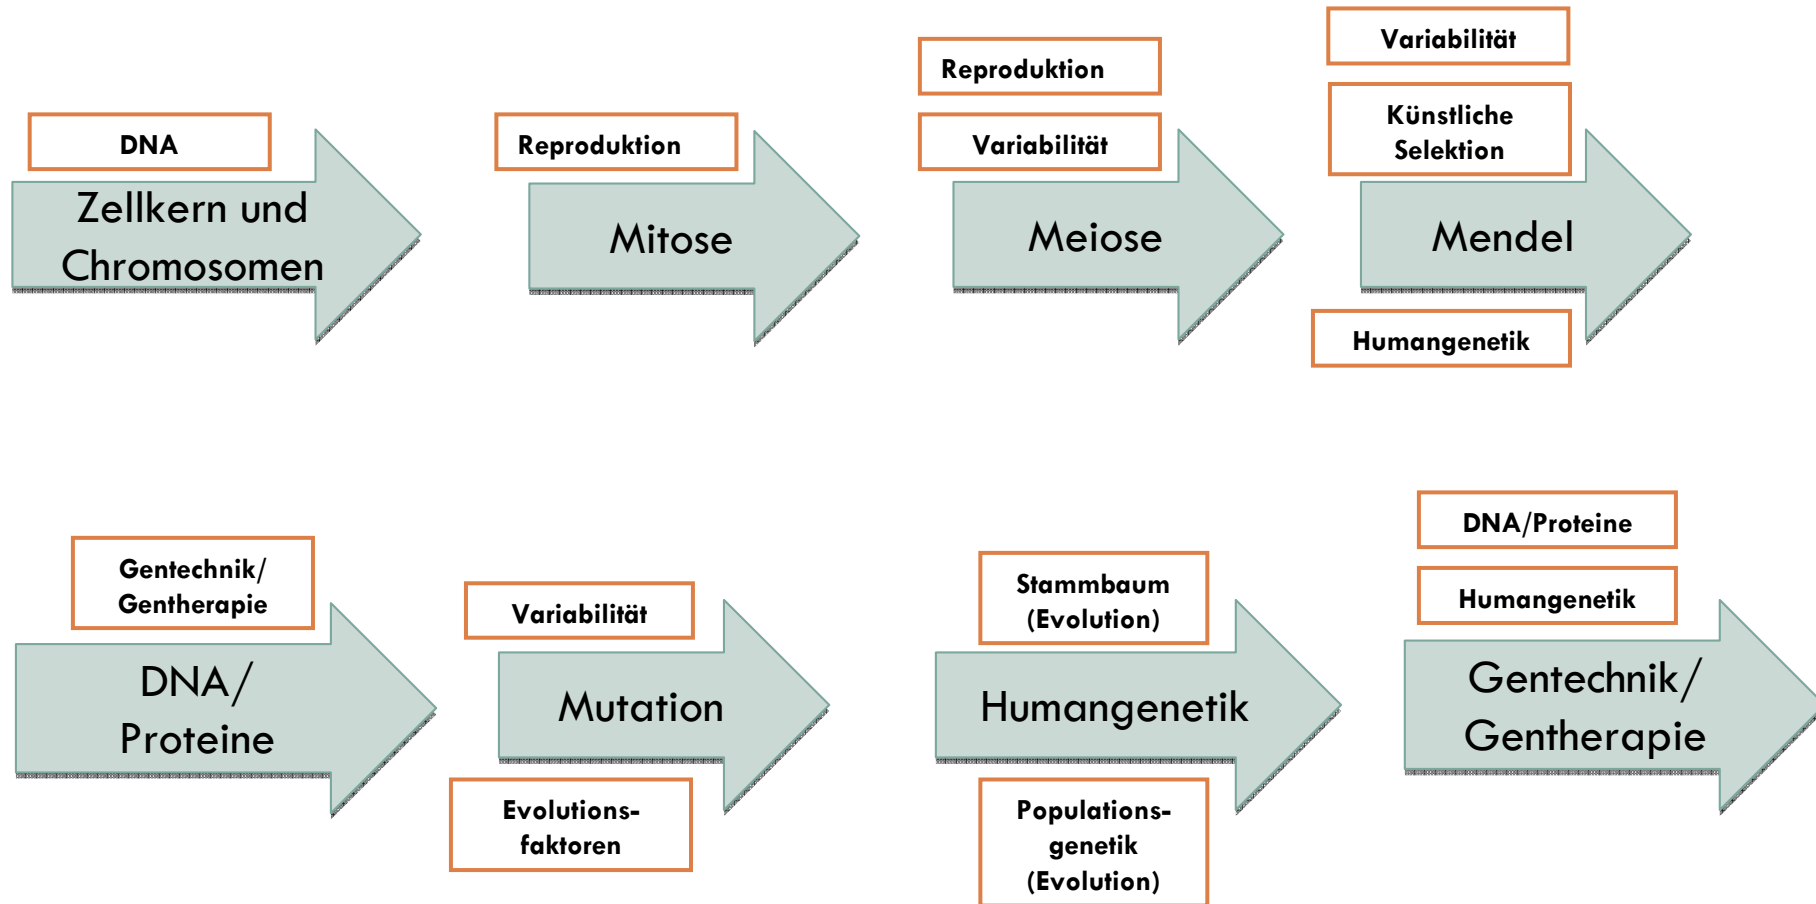 DNA
Zellkern und
Chromosomen
Reproduktion
Mitose
Reproduktion
Variabilität
Meiose
Variabilität
Künstliche
Selektion
Mendel
Humangenetik
Gentechnik/
Gentherapie
DNA/
Proteine
Variabilität
Mutation
Evolutions-
faktoren
Stammbaum
(Evolution)
Humangenetik
Populations-
genetik
(Evolution)
DNA/Proteine
Humangenetik
Gentechnik/
Gentherapie